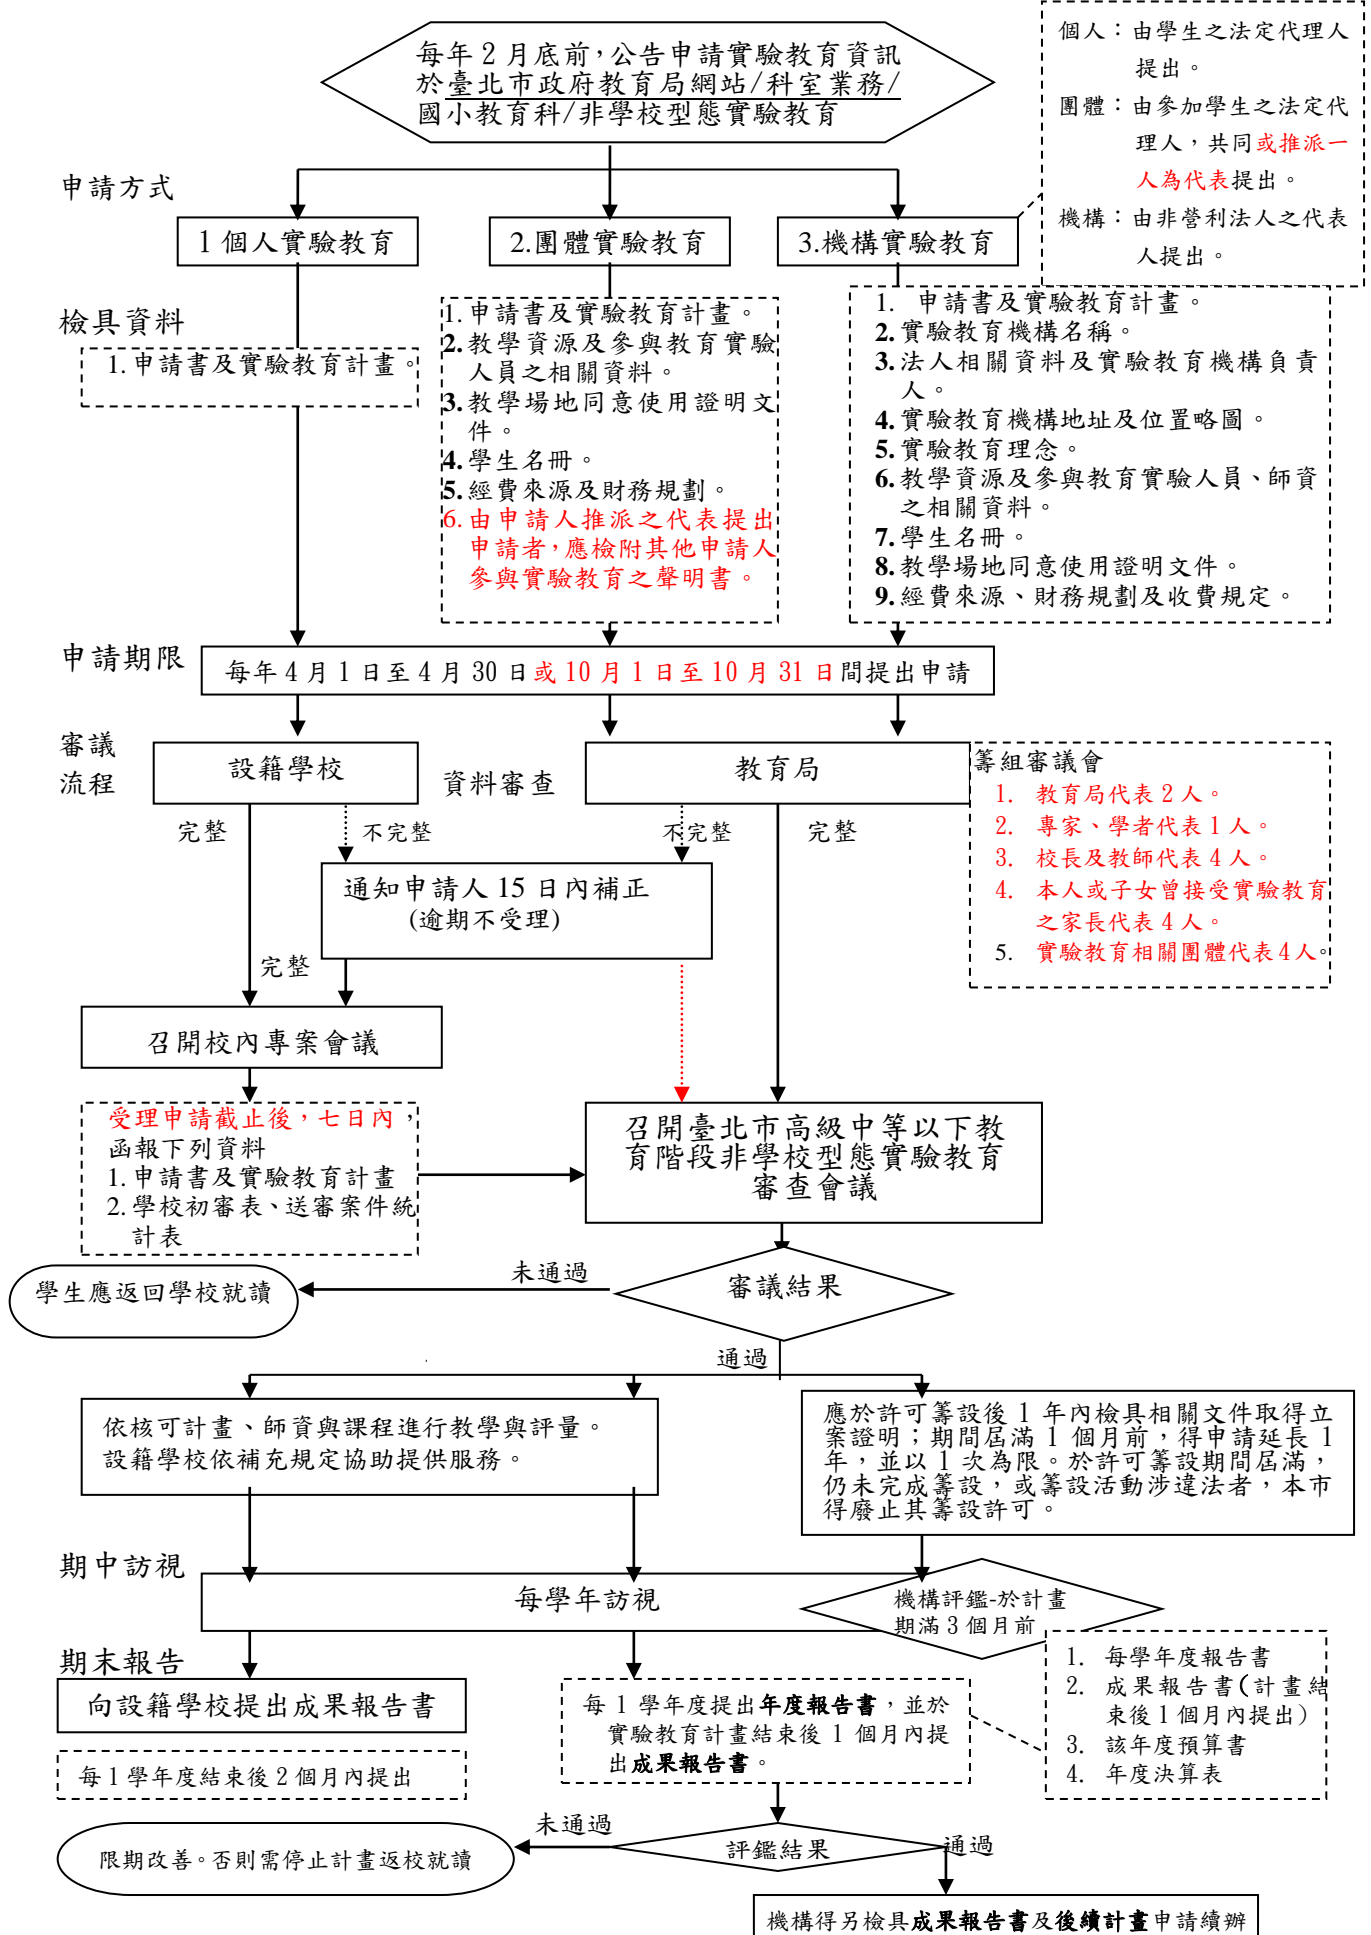 每年 2 月底前，公告申請實驗教育資訊
於臺北市政府教育局網站/科室業務/
國小教育科/非學校型態實驗教育
個人：由學生之法定代理人
提出。
團體：由參加學生之法定代
理人，共同或推派一
人為代表提出。
機構：由非營利法人之代表
人提出。
申請方式
1 個人實驗教育
2.團體實驗教育
3.機構實驗教育
檢具資料
1.申請書及實驗教育計畫。
1.申請書及實驗教育計畫。
2.教學資源及參與教育實驗
人員之相關資料。
3.教學場地同意使用證明文
件。
4.學生名冊。
5.經費來源及財務規劃。
6.由申請人推派之代表提出
申請者，應檢附其他申請人
參與實驗教育之聲明書。
1. 申請書及實驗教育計畫。
2.實驗教育機構名稱。
3.法人相關資料及實驗教育機構負責
人。
4.實驗教育機構地址及位置略圖。
5.實驗教育理念。
6.教學資源及參與教育實驗人員、師資
之相關資料。
7.學生名冊。
8.教學場地同意使用證明文件。
9.經費來源、財務規劃及收費規定。
申請期限
每年 4 月 1 日至 4 月 30 日或 10 月 1 日至 10 月 31 日間提出申請
審議
流程
設籍學校
資料審查
教育局
完整
不完整
不完整
完整
籌組審議會
1. 教育局代表 2 人。
2. 專家、學者代表 1 人。
3. 校長及教師代表 4 人。
4. 本人或子女曾接受實驗教育
之家長代表 4 人。
5. 實驗教育相關團體代表 4 人。
通知申請人 15 日內補正
(逾期不受理)
完整
召開校內專案會議
受理申請截止後，七日內，
函報下列資料
1.申請書及實驗教育計畫
2.學校初審表、送審案件統
計表
召開臺北市高級中等以下教
育階段非學校型態實驗教育
審查會議
未通過
學生應返回學校就讀
審議結果
通過
依核可計畫、師資與課程進行教學與評量。
設籍學校依補充規定協助提供服務。
應於許可籌設後 1 年內檢具相關文件取得立
案證明；期間屆滿 1 個月前，得申請延長 1
年，並以 1 次為限。於許可籌設期間屆滿，
仍未完成籌設，或籌設活動涉違法者，本市
得廢止其籌設許可。
期中訪視
每學年訪視
機構評鑑-於計畫
期滿 3 個月前
期末報告
向設籍學校提出成果報告書
每 1 學年度結束後 2 個月內提出
每 1 學年度提出年度報告書，並於
實驗教育計畫結束後 1 個月內提
出成果報告書。
1. 每學年度報告書
2. 成果報告書(計畫結
束後 1 個月內提出)
3. 該年度預算書
4. 年度決算表
未通過
限期改善。否則需停止計畫返校就讀
評鑑結果
通過
機構得另檢具成果報告書及後續計畫申請續辦